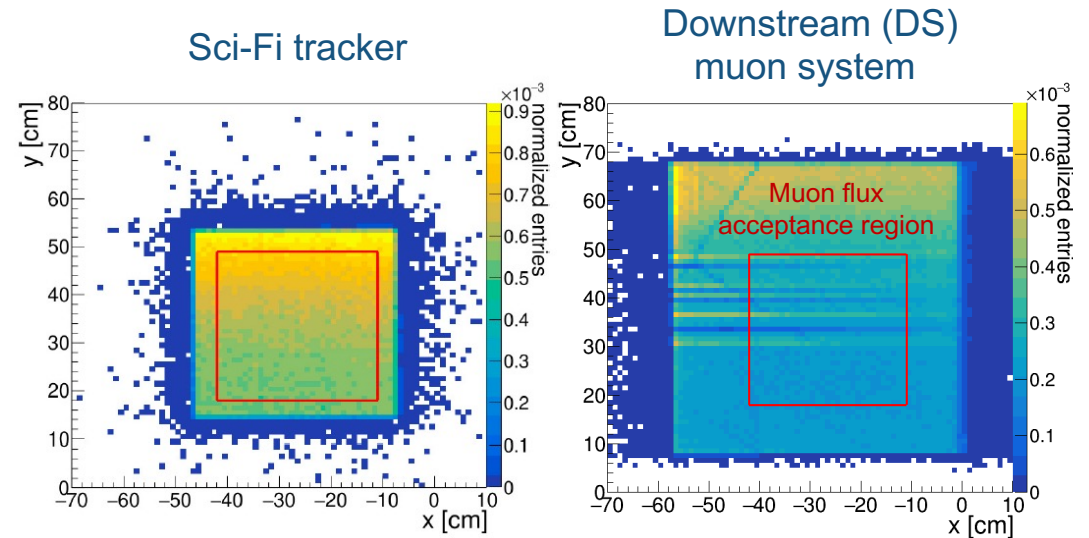 Sci-Fi tracker
Downstream (DS)
muon system
y [cm]
80
70
60
50
40
30
20
10
0
−70 −60 −50 −40 −30 −20 −10 0 10
x [cm]
×10⁻³
0.9
0.8
0.7
0.6
0.5
0.4
0.3
0.2
0.1
0
normalized entries
y [cm]
80
70
60
50
40
30
20
10
0
−70 −60 −50 −40 −30 −20 −10 0 10
x [cm]
Muon flux
acceptance region
×10⁻³
0.6
0.5
0.4
0.3
0.2
0.1
0
normalized entries